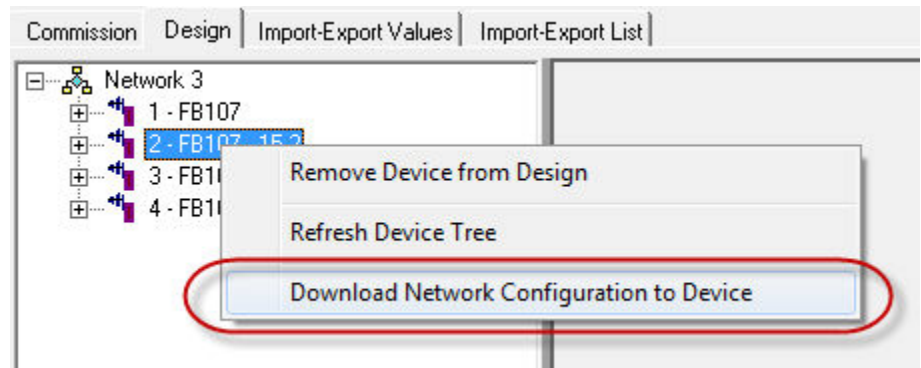 Commission Design Import-Export Values Import-Export List
Network 3
1 - FB107
2 - FB107 15.2
3 - FB10
4 - FB10
Remove Device from Design
Refresh Device Tree
Download Network Configuration to Device